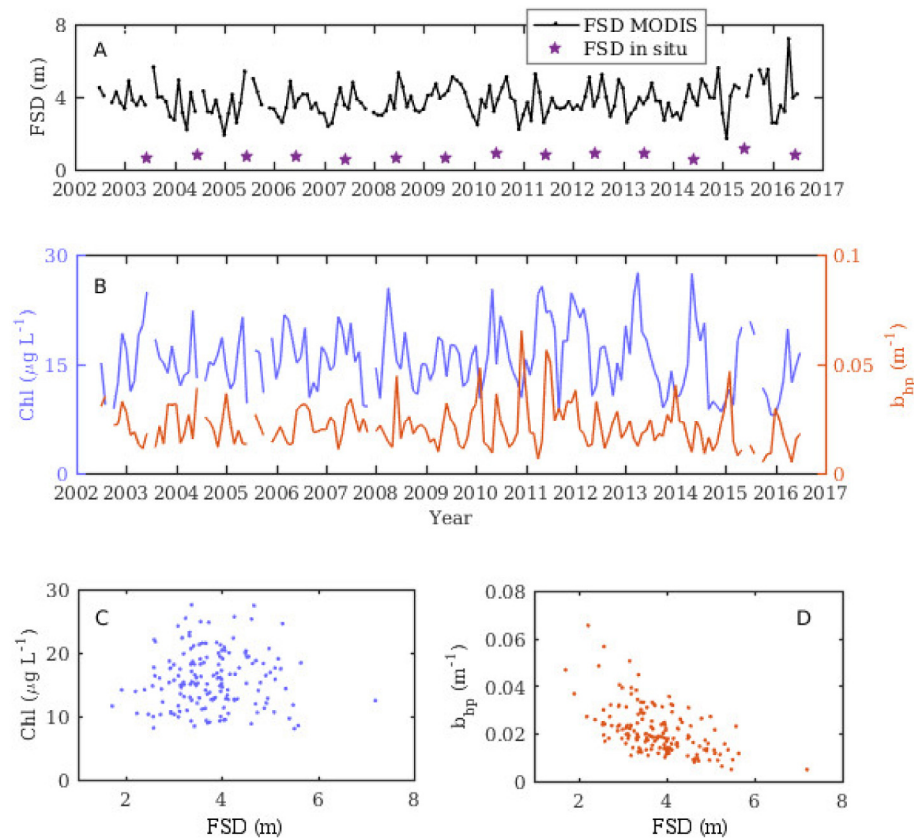 8
4
0
FSD (m)
A
FSD MODIS
FSD in situ
2002 2003 2004 2005 2006 2007 2008 2009 2010 2011 2012 2013 2014 2015 2016 2017
30
15
0
Chl (μg L⁻¹)
B
0.1
0.05
0
b_bp (m⁻¹)
2002 2003 2004 2005 2006 2007 2008 2009 2010 2011 2012 2013 2014 2015 2016 2017
Year
30
20
10
0
Chl (μg L⁻¹)
C
2 4 6 8
FSD (m)
0.08
0.06
0.04
0.02
0
b_bp (m⁻¹)
D
2 4 6 8
FSD (m)